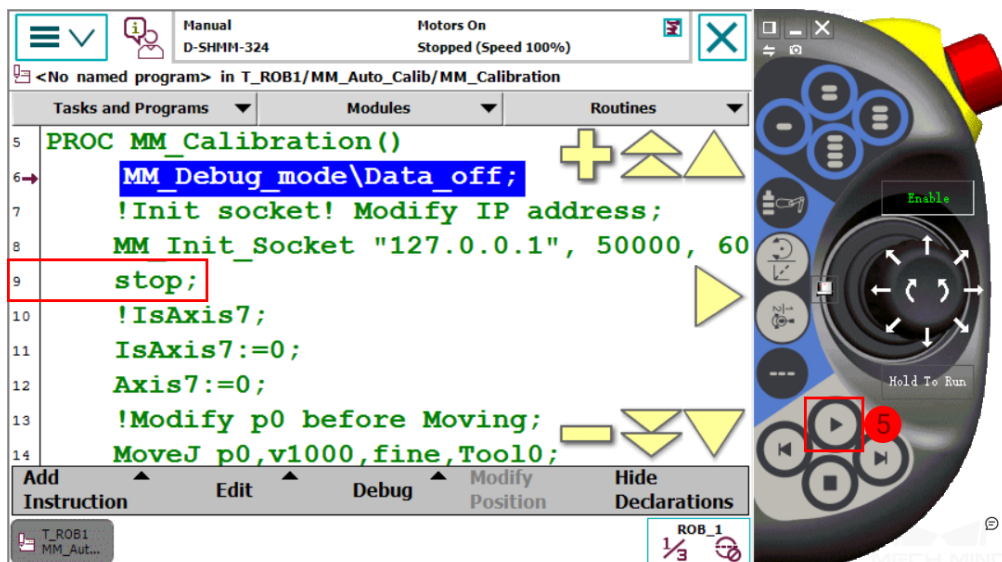 Manual
D-SHMM-324
Motors On
Stopped (Speed 100%)
<No named program> in T_ROB1/MM_Auto_Calib/MM_Calibration
Tasks and Programs Modules Routines
5 PROC MM_Calibration()
6 MM_Debug_mode\Data_off;
7 !Init socket! Modify IP address;
8 MM_Init_Socket "127.0.0.1", 50000, 60
9 stop;
10 !IsAxis7;
11 IsAxis7:=0;
12 Axis7:=0;
13 !Modify p0 before Moving;
14 MoveJ p0,v1000,fine,Tool0;
Add Instruction Edit Debug Modify Position Hide Declarations
T_ROB1
MM_Aut...
ROB_1
1/3
Enable
Hold To Run
5
MECH MIND